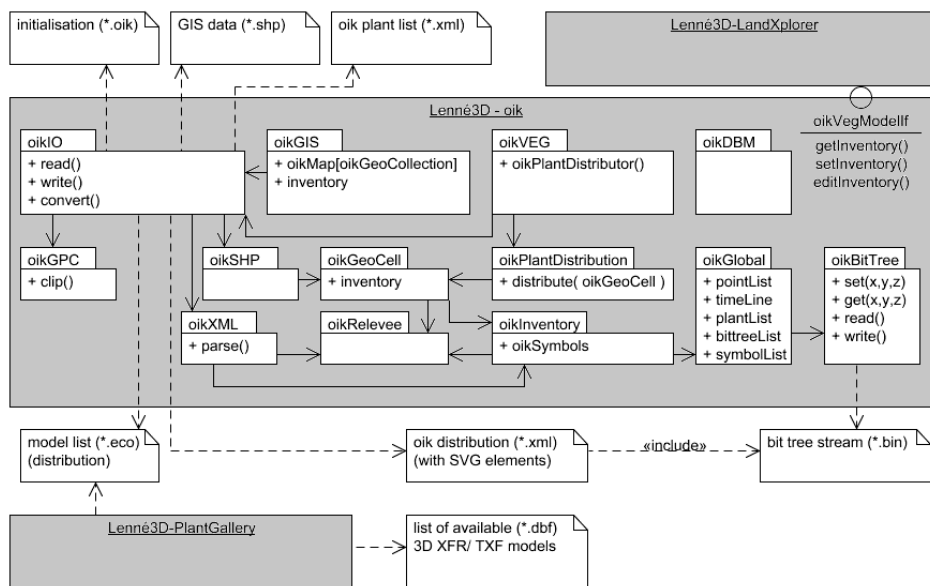 initialisation (*.oik)
GIS data (*.shp)
oik plant list (*.xml)
Lenné3D-LandXplorer
Lenné3D - oik
oikVegModelIf
getInventory()
setInventory()
editInventory()
oikIO
+ read()
+ write()
+ convert()
oikGIS
+ oikMap[oikGeoCollection]
+ inventory
oikVEG
+ oikPlantDistributor()
oikDBM
oikGPC
+ clip()
oikSHP
oikGeoCell
+ inventory
oikPlantDistribution
+ distribute( oikGeoCell )
oikGlobal
+ pointList
+ timeLine
+ plantList
+ bittreeList
+ symbolList
oikBitTree
+ set(x,y,z)
+ get(x,y,z)
+ read()
+ write()
oikXML
+ parse()
oikRelevee
oikInventory
+ oikSymbols
model list (*.eco)
(distribution)
oik distribution (*.xml)
(with SVG elements)
«include»
bit tree stream (*.bin)
Lenné3D-PlantGallery
list of available (*.dbf)
3D XFR/ TXF models